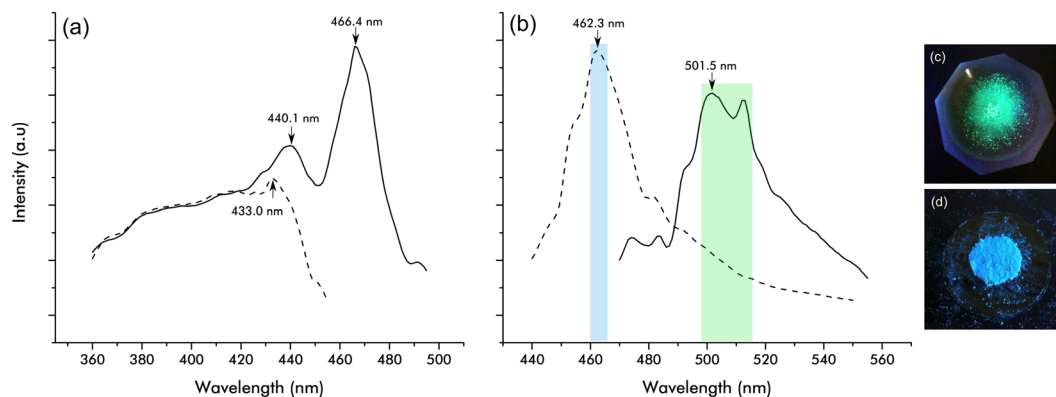 (a)
466.4 nm
440.1 nm
433.0 nm
Intensity (a.u)
360 380 400 420 440 460 480 500
Wavelength (nm)
(b)
462.3 nm
501.5 nm
440 460 480 500 520 540 560
Wavelength (nm)
(c)
(d)